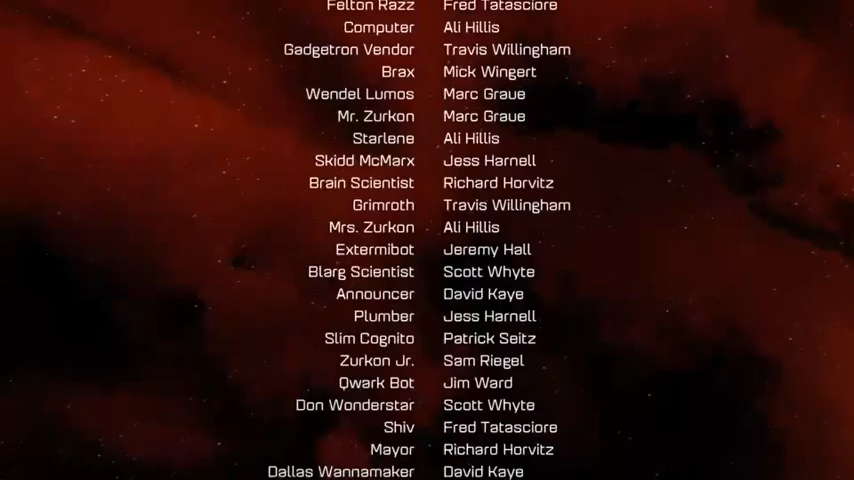 Felton Razz Fred Tatasciore
Computer Ali Hillis
Gadgetron Vendor Travis Willingham
Brax Mick Wingert
Wendel Lumos Marc Graue
Mr. Zurkon Marc Graue
Starlene Ali Hillis
Skidd McMarx Jess Harnell
Brain Scientist Richard Horvitz
Grimroth Travis Willingham
Mrs. Zurkon Ali Hillis
Extermibot Jeremy Hall
Blarg Scientist Scott Whyte
Announcer David Kaye
Plumber Jess Harnell
Slim Cognito Patrick Seitz
Zurkon Jr. Sam Riegel
Qwark Bot Jim Ward
Don Wonderstar Scott Whyte
Shiv Fred Tatasciore
Mayor Richard Horvitz
Dallas Wannamaker David Kaye